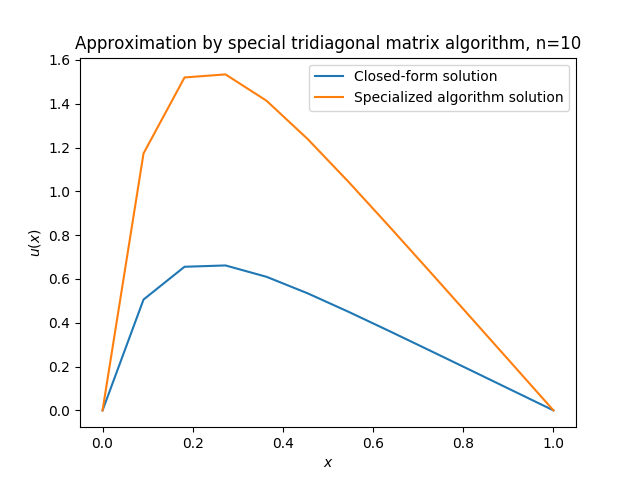 Approximation by special tridiagonal matrix algorithm, n=10
Closed-form solution
Specialized algorithm solution
u(x)
1.6
1.4
1.2
1.0
0.8
0.6
0.4
0.2
0.0
0.0 0.2 0.4 0.6 0.8 1.0
x